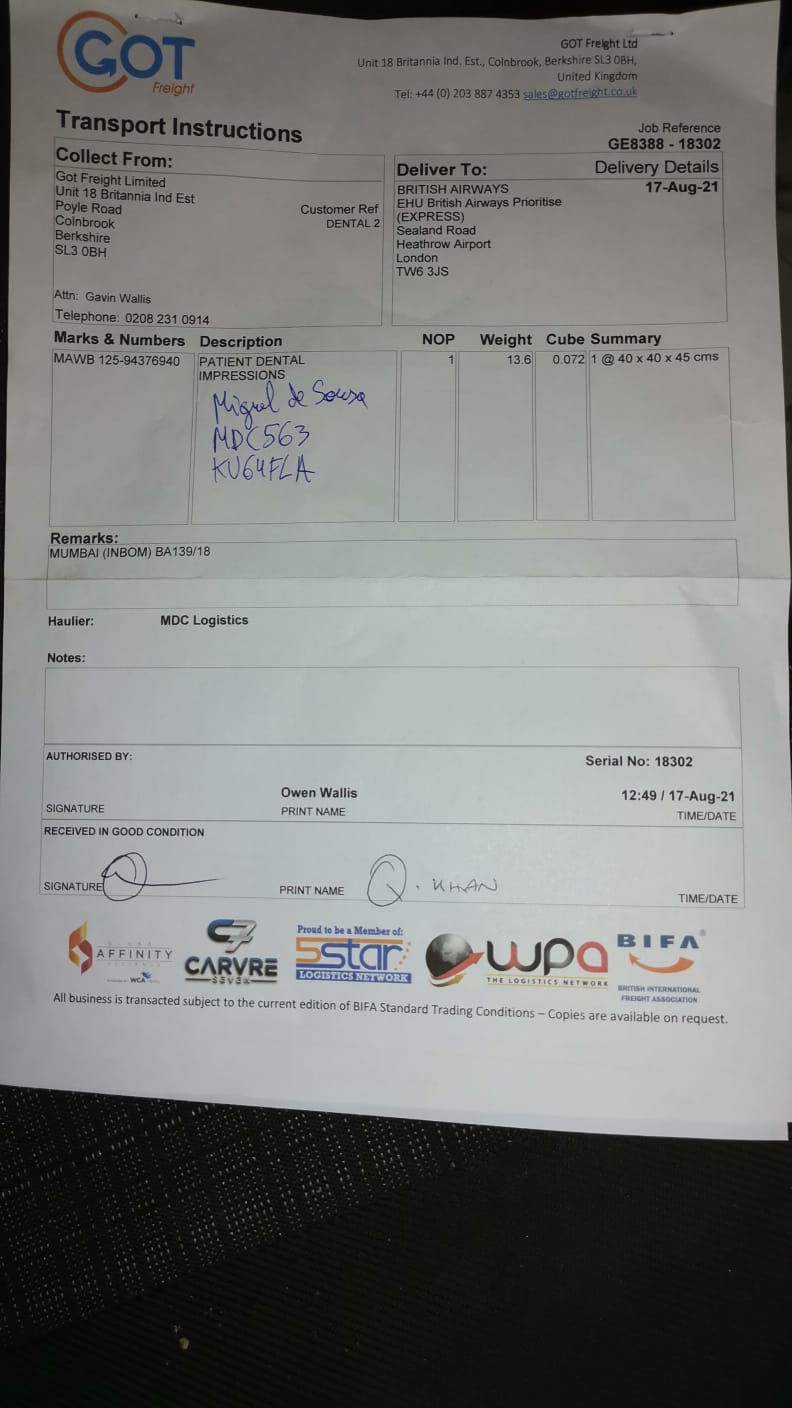 GOT
Freight
GOT Freight Ltd
Unit 18 Britannia Ind. Est., Colnbrook, Berkshire SL3 0BH,
United Kingdom
Tel: +44 (0) 203 887 4353 sales@gotfreight.co.uk
Transport Instructions
Job Reference
GE8388 - 18302
Collect From:
Got Freight Limited
Unit 18 Britannia Ind Est
Poyle Road
Colnbrook
Berkshire
SL3 0BH
Customer Ref
DENTAL 2
Attn: Gavin Wallis
Telephone: 0208 231 0914
Deliver To:
Delivery Details
17-Aug-21
BRITISH AIRWAYS
EHU British Airways Prioritise
(EXPRESS)
Sealand Road
Heathrow Airport
London
TW6 3JS
Marks & Numbers Description NOP Weight Cube Summary
MAWB 125-94376940 PATIENT DENTAL 1 13.6 0.072 1 @ 40 x 40 x 45 cms
IMPRESSIONS
Miguel de Sousa
MDC563
KU64FLA
Remarks:
MUMBAI (INBOM) BA139/18
Haulier: MDC Logistics
Notes:
AUTHORISED BY:
Serial No: 18302
Owen Wallis 12:49 / 17-Aug-21
SIGNATURE PRINT NAME TIME/DATE
RECEIVED IN GOOD CONDITION
SIGNATURE PRINT NAME Q. KHAN TIME/DATE
AFFINITY
WCA
C7
CARVRE
SEVEN
Proud to be a Member of:
5star
LOGISTICS NETWORK
wpa
THE LOGISTICS NETWORK
BIFA®
BRITISH INTERNATIONAL
FREIGHT ASSOCIATION
All business is transacted subject to the current edition of BIFA Standard Trading Conditions – Copies are available on request.